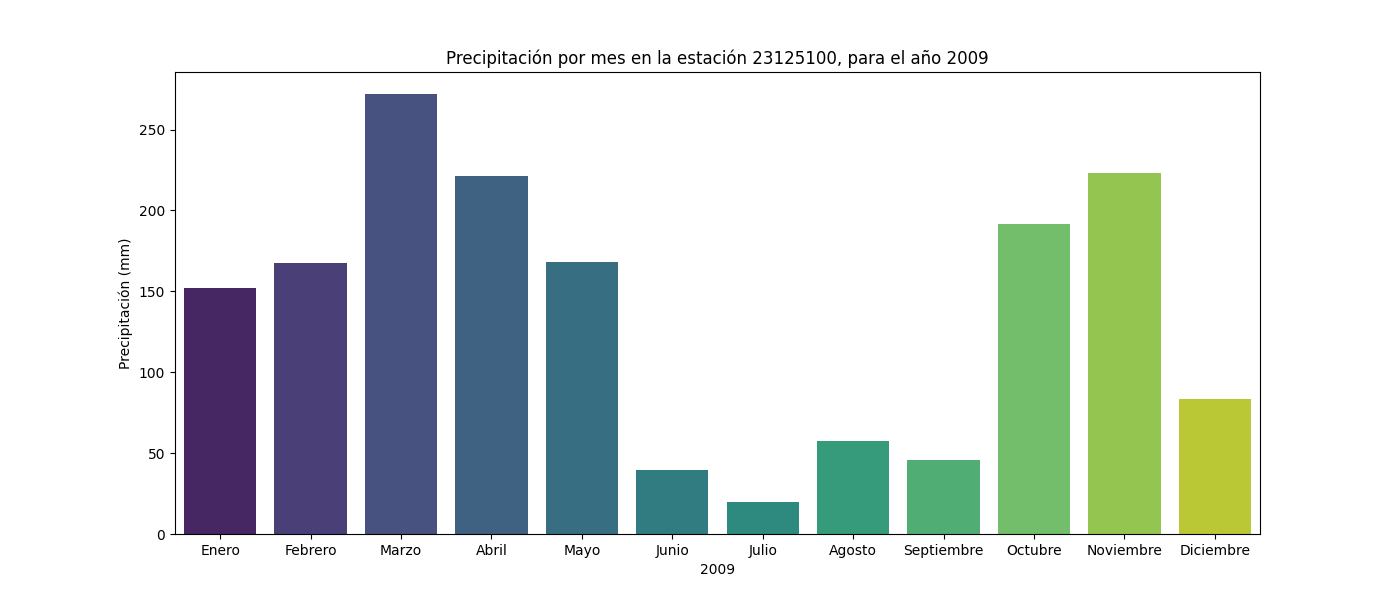 Precipitación por mes en la estación 23125100, para el año 2009
Precipitación (mm)
250
200
150
100
50
0
Enero Febrero Marzo Abril Mayo Junio Julio Agosto Septiembre Octubre Noviembre Diciembre
2009